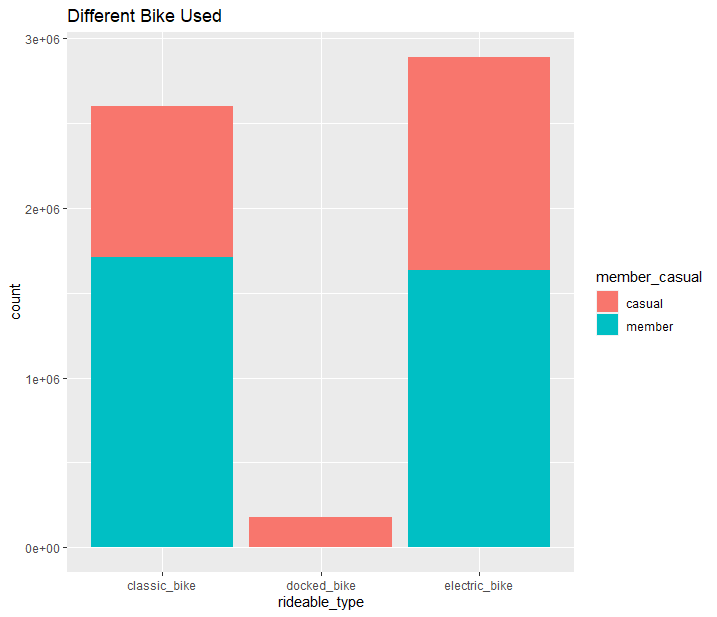 Different Bike Used
3e+06
2e+06
1e+06
0e+00
count
classic_bike
docked_bike
electric_bike
rideable_type
member_casual
casual
member